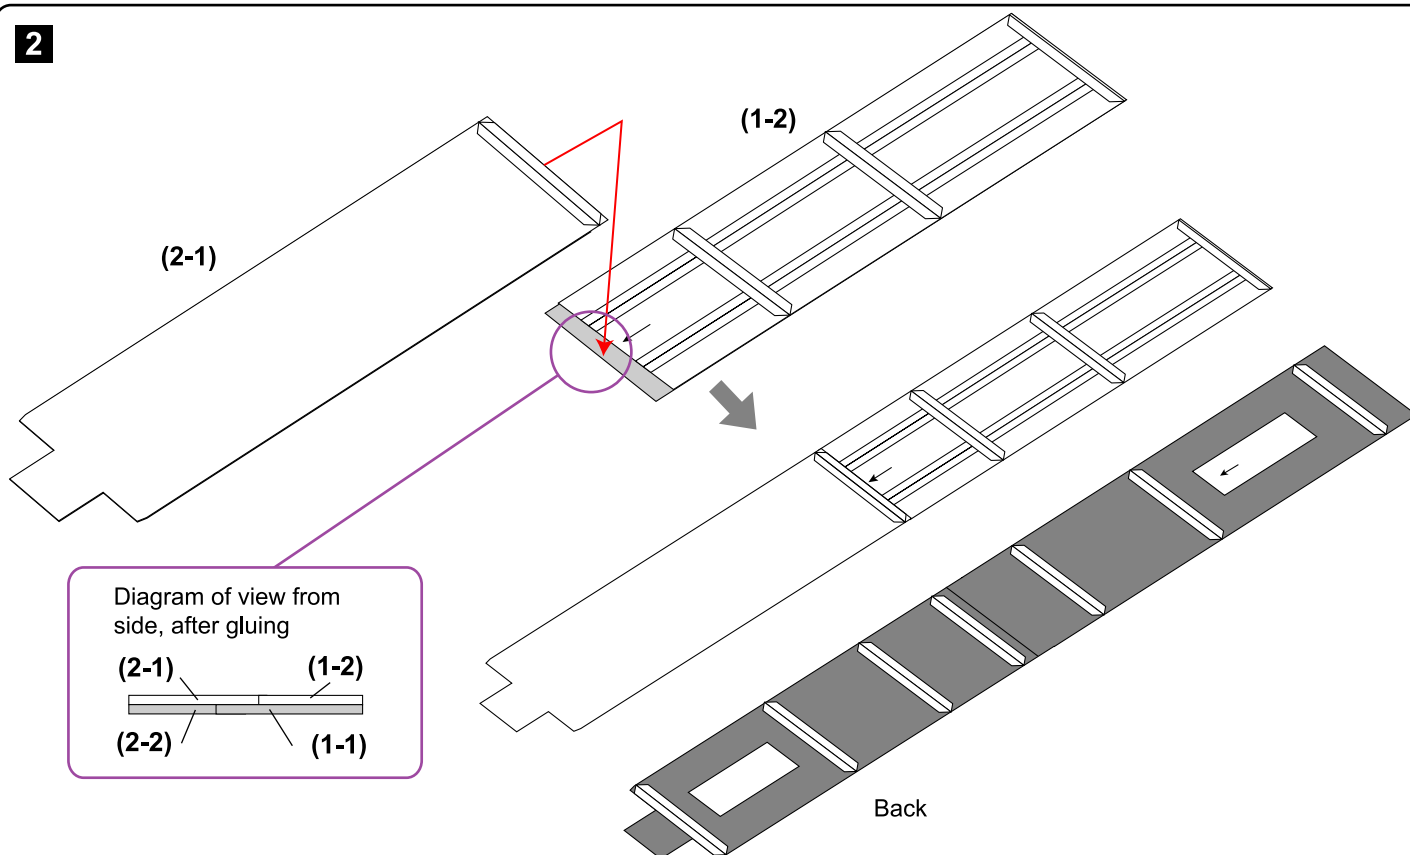 2
(1-2)
(2-1)
Diagram of view from
side, after gluing
(2-1)
(1-2)
(2-2)
(1-1)
Back